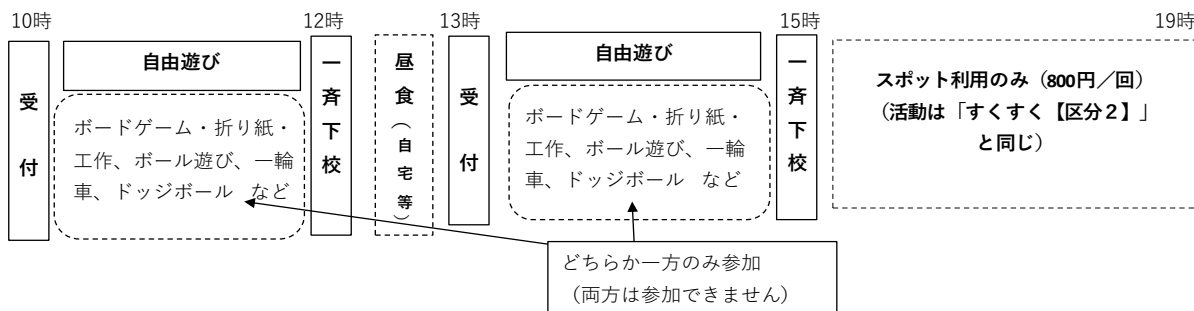 10時
12時
13時
15時
19時
受付
自由遊び
ボードゲーム・折り紙・
工作、ボール遊び、一輪
車、ドッジボール　など
一斉下校
昼食（自宅等）
受付
自由遊び
ボードゲーム・折り紙・
工作、ボール遊び、一輪
車、ドッジボール　など
一斉下校
スポット利用のみ（800円／回）
（活動は「すくすく【区分２】」
と同じ）
どちらか一方のみ参加
（両方は参加できません）